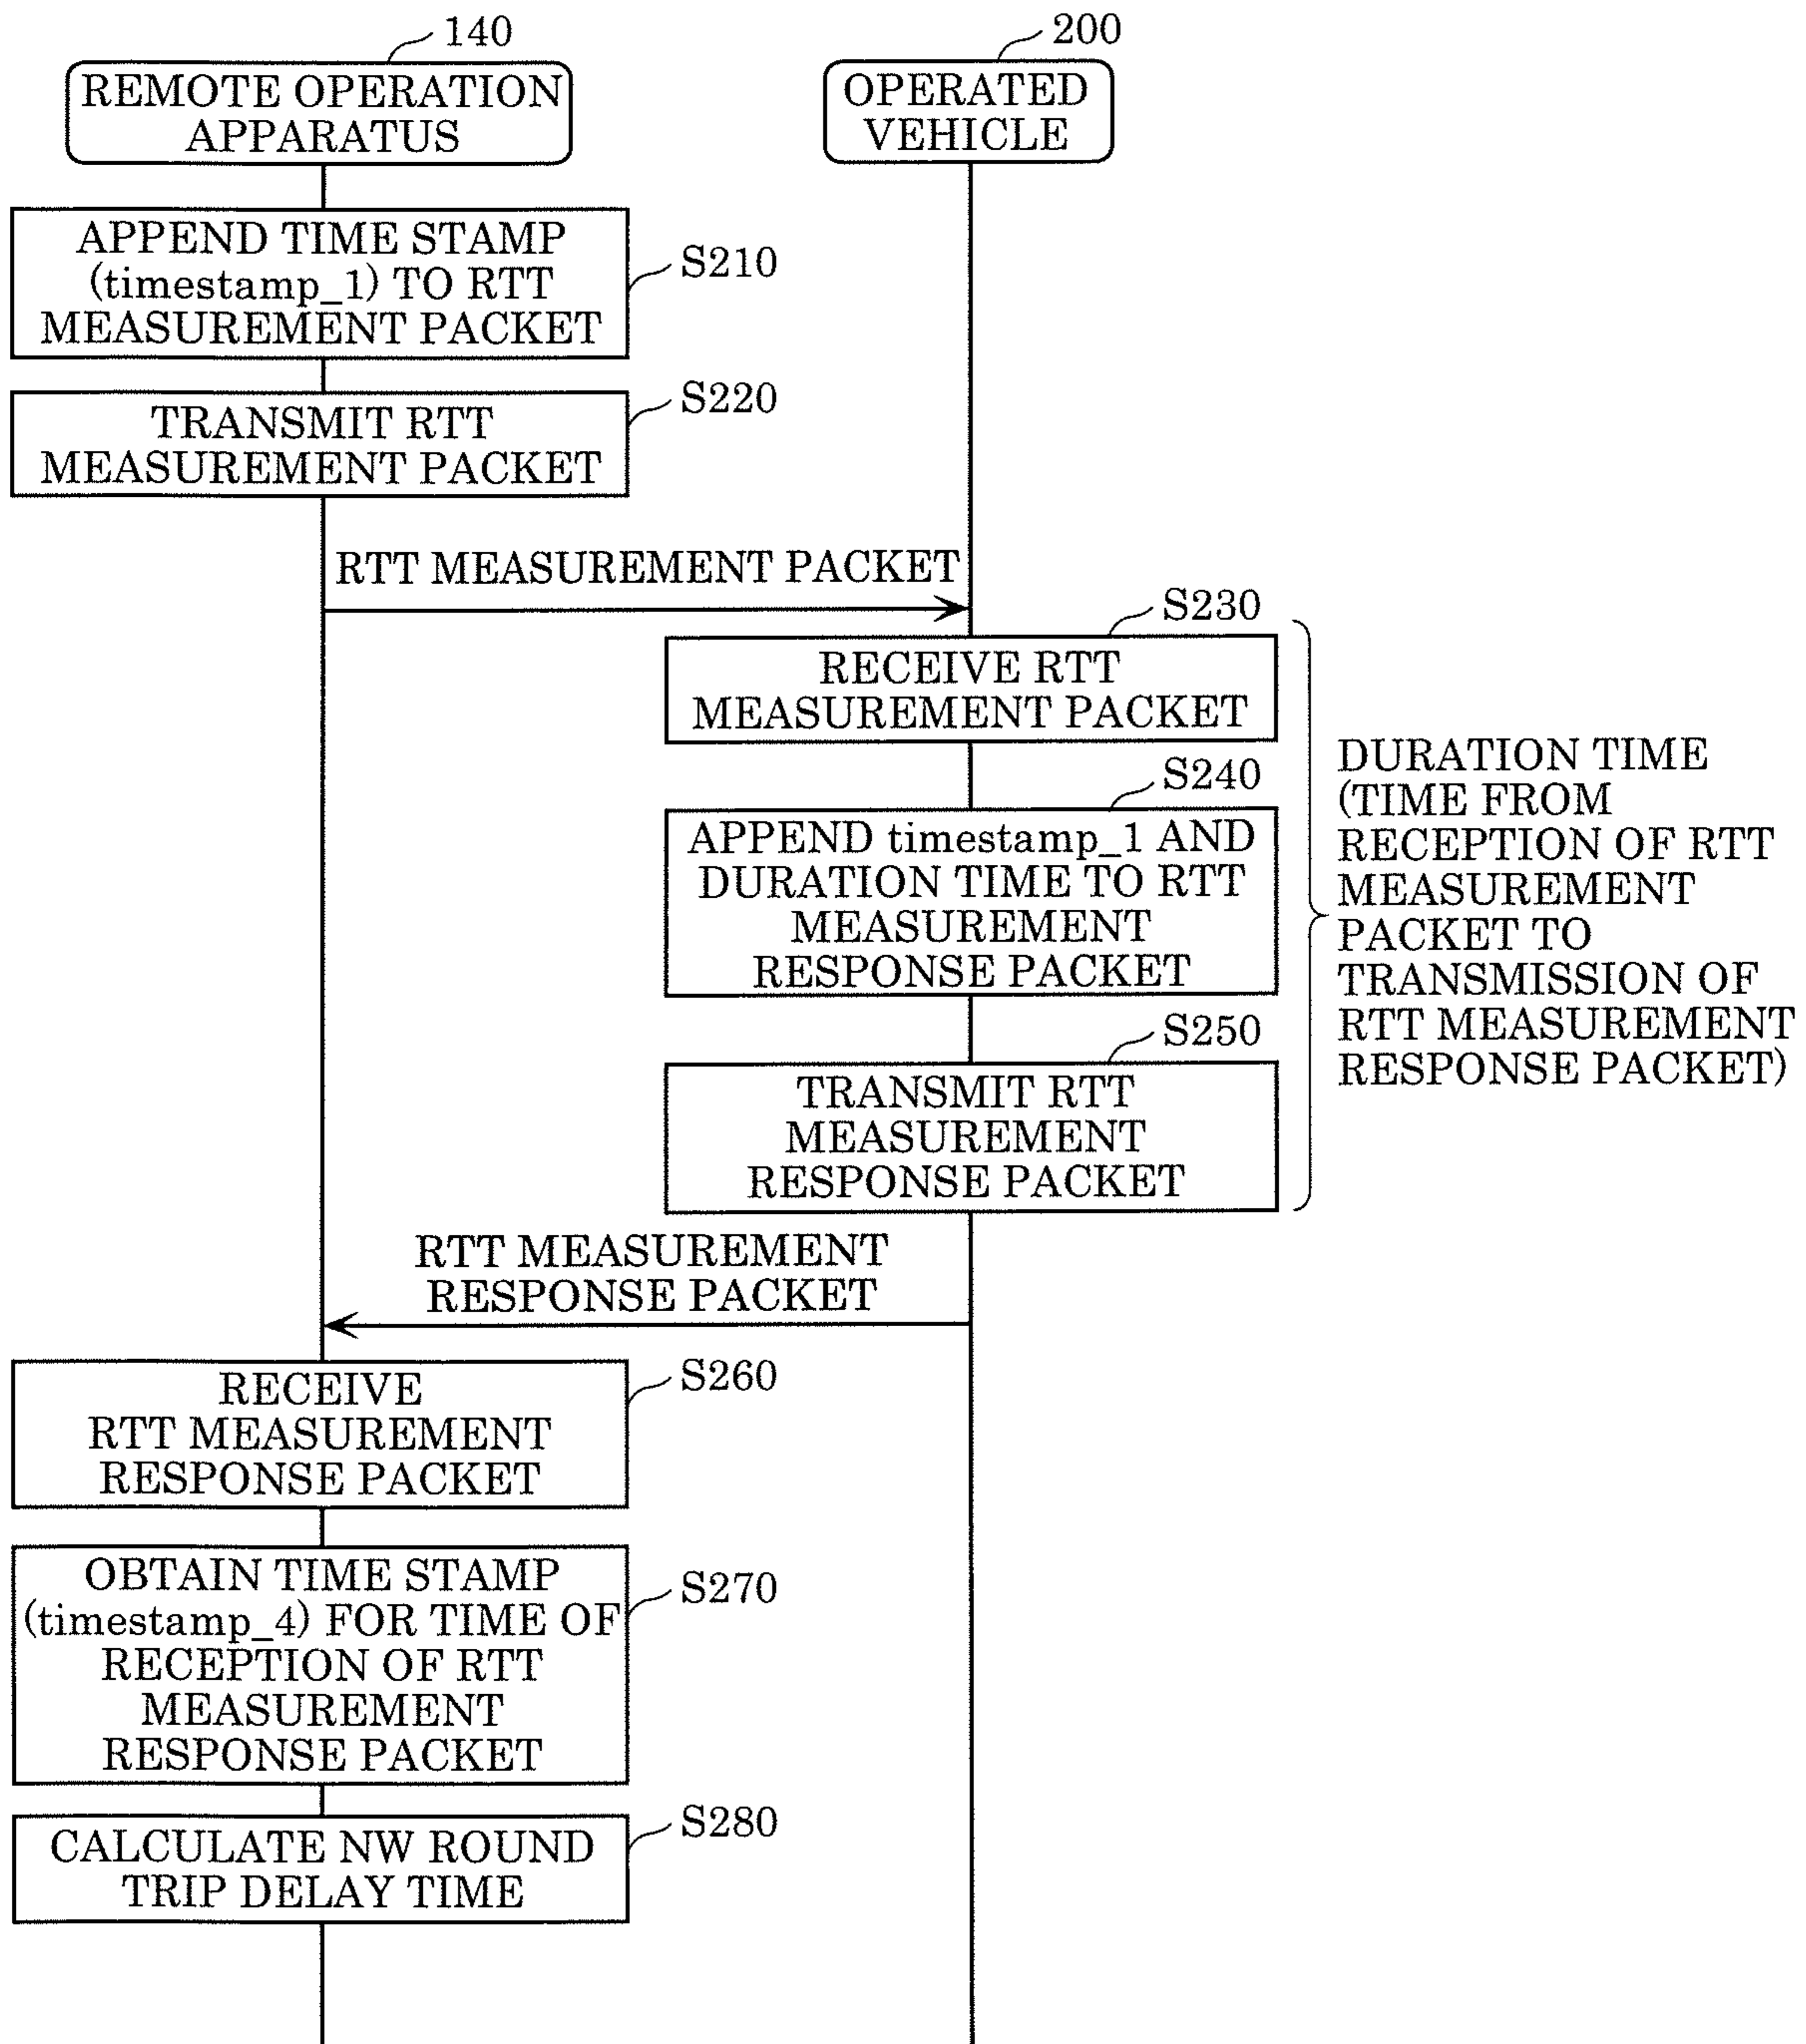 140
REMOTE OPERATION
APPARATUS
200
OPERATED
VEHICLE
APPEND TIME STAMP
(timestamp_1) TO RTT
MEASUREMENT PACKET
S210
TRANSMIT RTT
MEASUREMENT PACKET
S220
RTT MEASUREMENT PACKET
S230
RECEIVE RTT
MEASUREMENT PACKET
S240
APPEND timestamp_1 AND
DURATION TIME TO RTT
MEASUREMENT
RESPONSE PACKET
S250
TRANSMIT RTT
MEASUREMENT
RESPONSE PACKET
DURATION TIME
(TIME FROM
RECEPTION OF RTT
MEASUREMENT
PACKET TO
TRANSMISSION OF
RTT MEASUREMENT
RESPONSE PACKET)
RTT MEASUREMENT
RESPONSE PACKET
RECEIVE
RTT MEASUREMENT
RESPONSE PACKET
S260
OBTAIN TIME STAMP
(timestamp_4) FOR TIME OF
RECEPTION OF RTT
MEASUREMENT
RESPONSE PACKET
S270
CALCULATE NW ROUND
TRIP DELAY TIME
S280